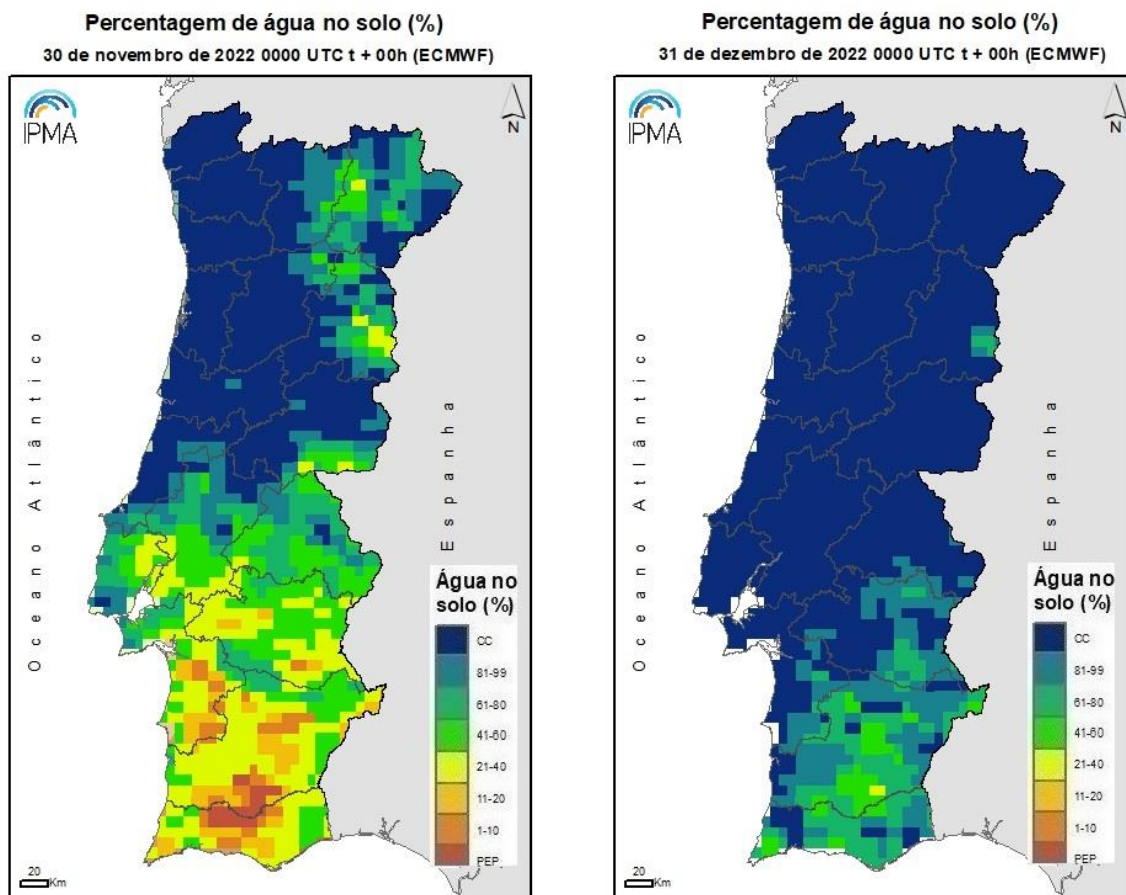 Percentagem de água no solo (%)
30 de novembro de 2022 0000 UTC t + 00h (ECMWF)
IPMA
N
Oceano Atlântico
Espanha
Água no
solo (%)
CC
81-99
61-80
41-60
21-40
11-20
1-10
PEP
20
Km
Percentagem de água no solo (%)
31 de dezembro de 2022 0000 UTC t + 00h (ECMWF)
IPMA
N
Oceano Atlântico
Espanha
Água no
solo (%)
CC
81-99
61-80
41-60
21-40
11-20
1-10
PEP
20
Km